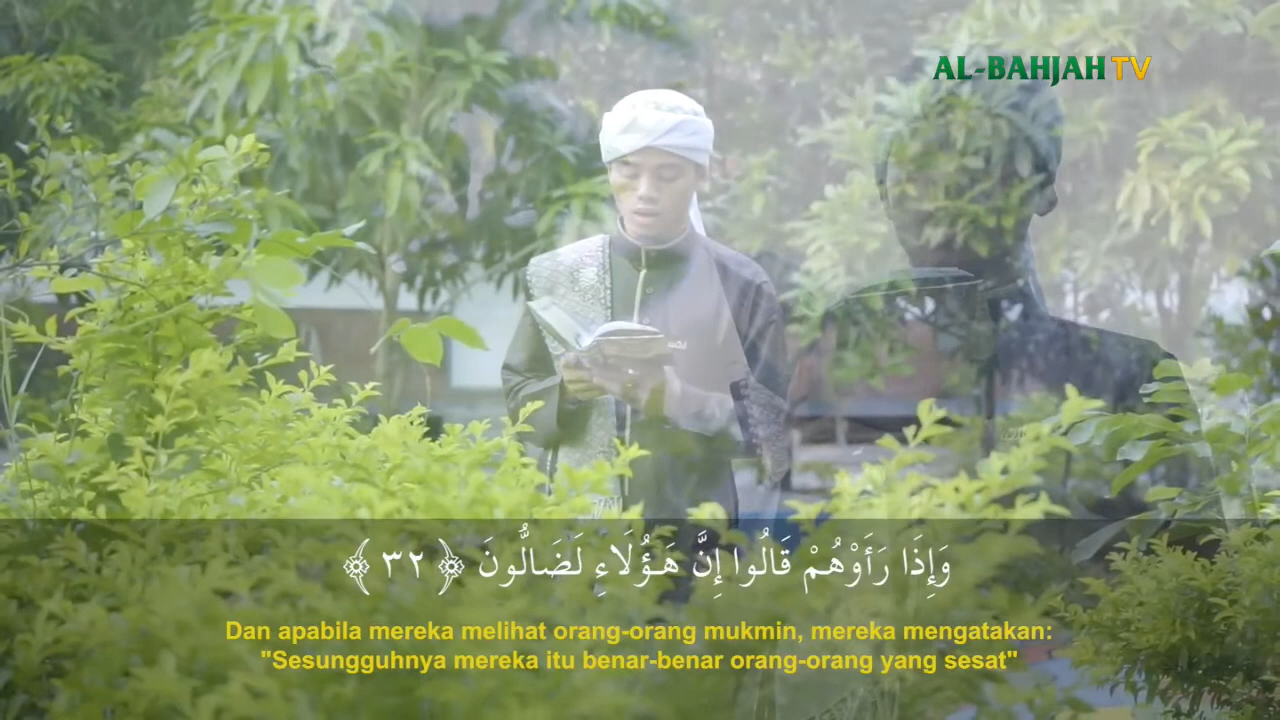 AL-BAHJAH TV
وَإِذَا رَأَوْهُمْ قَالُوا إِنَّ هَـؤُلَاءِ لَضَالُّونَ ﴿٣٢﴾
Dan apabila mereka melihat orang-orang mukmin, mereka mengatakan:
"Sesungguhnya mereka itu benar-benar orang-orang yang sesat"